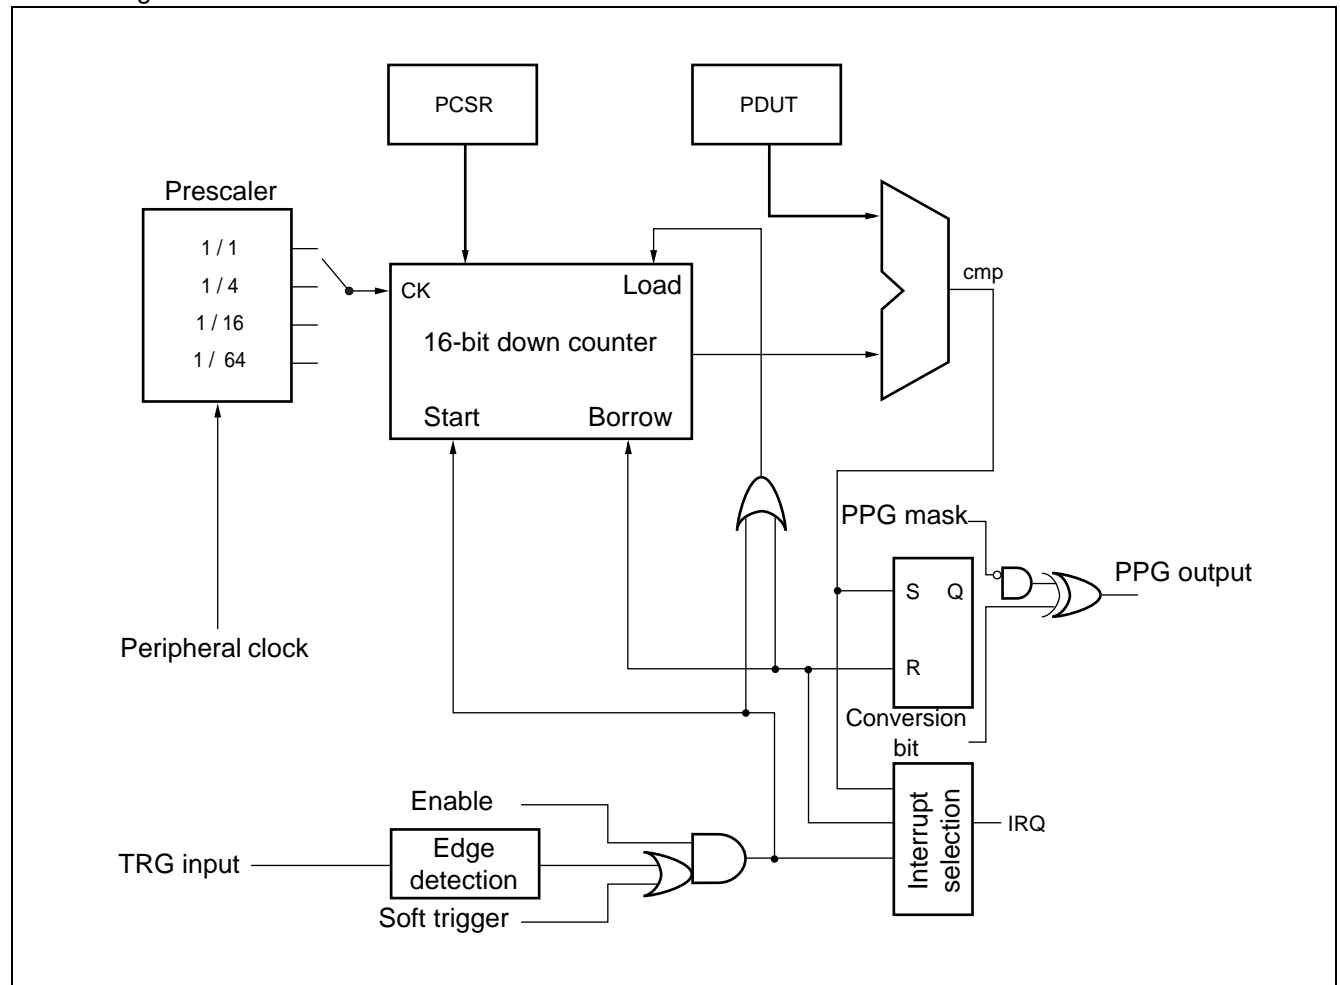 PCSR
PDUT
Prescaler
1 / 1
1 / 4
1 / 16
1 / 64
CK
Load
16-bit down counter
Start
Borrow
cmp
PPG mask
S
Q
R
PPG output
Peripheral clock
Conversion
bit
Enable
TRG input
Edge
detection
Soft trigger
Interrupt
selection
IRQ